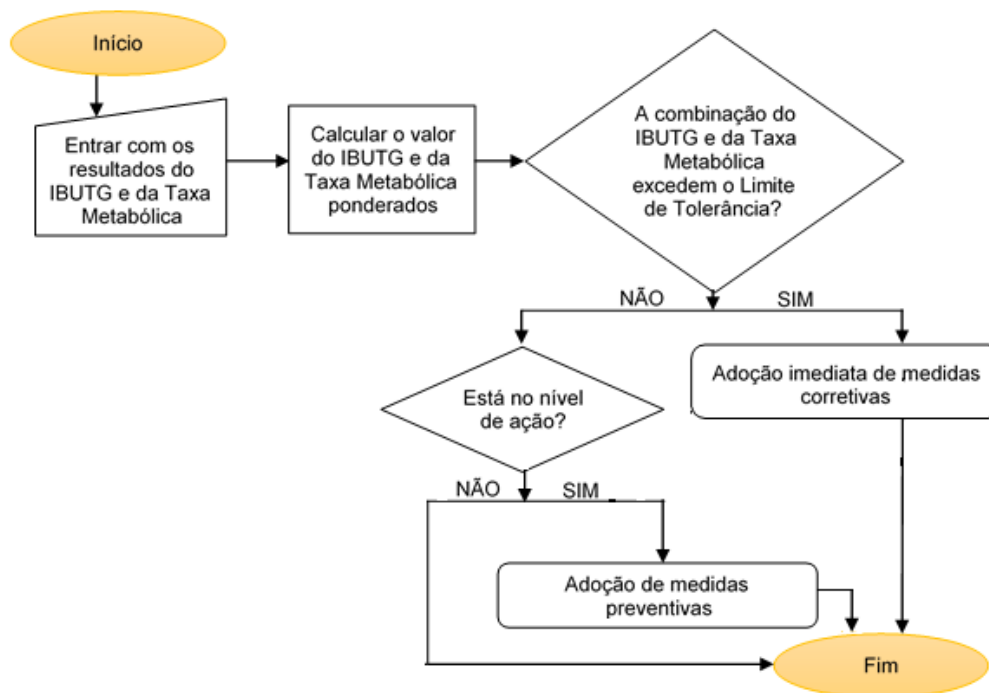 Início
Entrar com os
resultados do
IBUTG e da Taxa
Metabólica
Calcular o valor
do IBUTG e da
Taxa Metabólica
ponderados
A combinação do
IBUTG e da Taxa
Metabólica
excedem o Limite
de Tolerância?
NÃO
SIM
Está no nível
de ação?
Adoção imediata de medidas
corretivas
NÃO
SIM
Adoção de medidas
preventivas
Fim